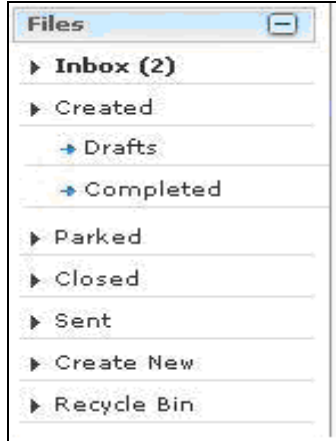 Files
Inbox (2)
Created
Drafts
Completed
Parked
Closed
Sent
Create New
Recycle Bin